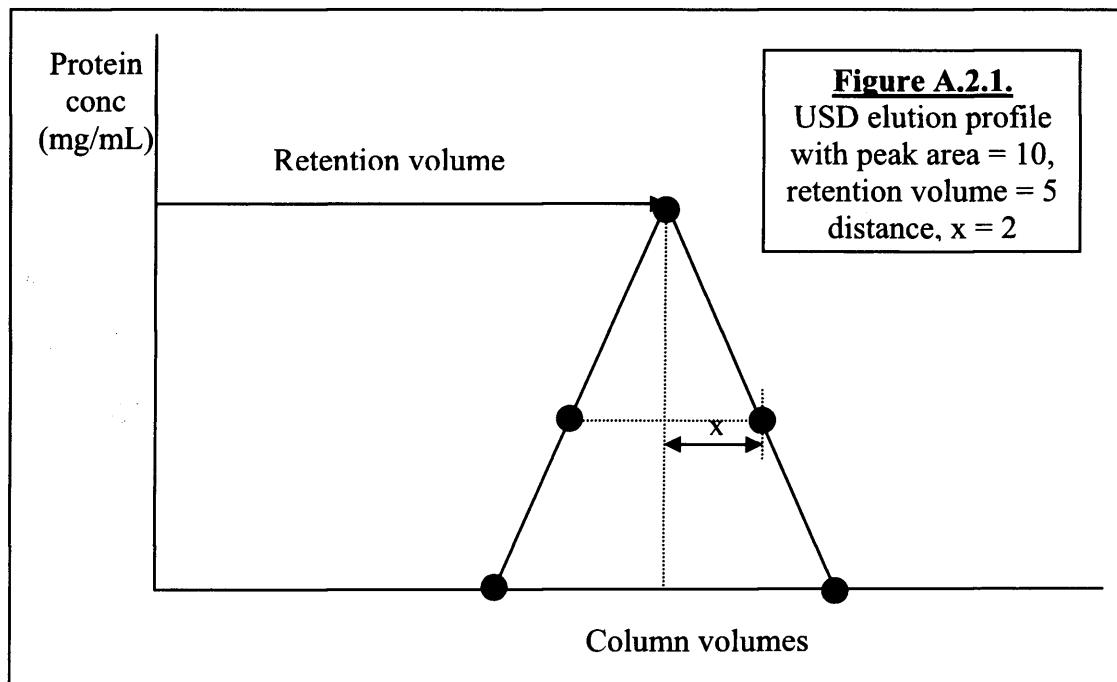 Protein
conc
(mg/mL)
Figure A.2.1.
USD elution profile
with peak area = 10,
retention volume = 5
distance, x = 2
Retention volume
x
Column volumes